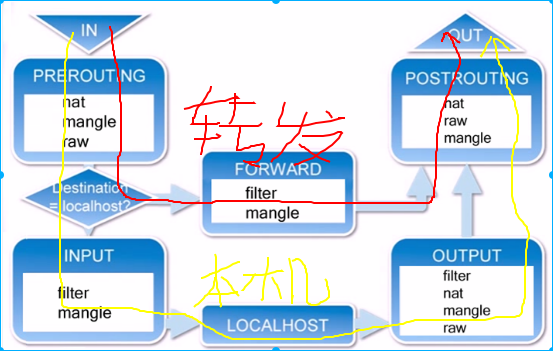 IN
OUT
PREROUTING
nat
mangle
raw
转发
POSTROUTING
nat
raw
mangle
Destination
= localhost?
FORWARD
filter
mangle
INPUT
filter
mangle
本机
LOCALHOST
OUTPUT
filter
nat
mangle
raw